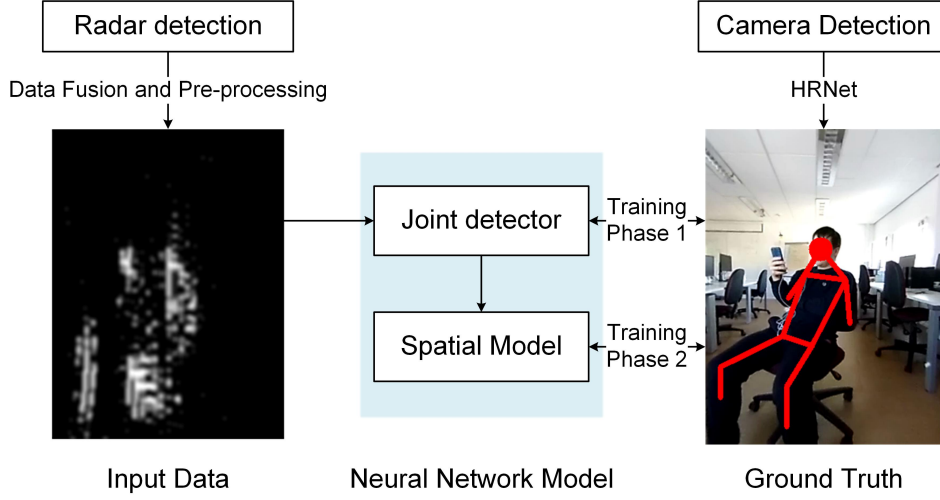 Radar detection
Camera Detection
Data Fusion and Pre-processing
HRNet
Joint detector
Training
Phase 1
Spatial Model
Training
Phase 2
Input Data
Neural Network Model
Ground Truth